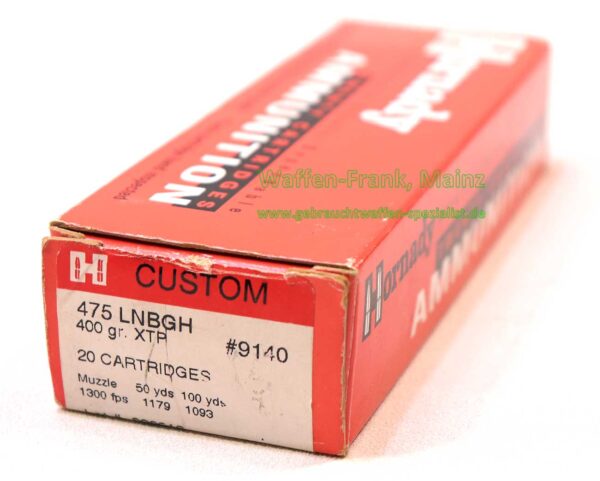 Hornady
AMMUNITION
CARTRIDGES
Waffen-Frank, Mainz
www.gebrauchtwaffen-spezialist.de
Hornady
H
CUSTOM
475 LNBGH
400 gr. XTP
#9140
20 CARTRIDGES
Muzzle 50 yds 100 yds
1300 fps 1179 1093